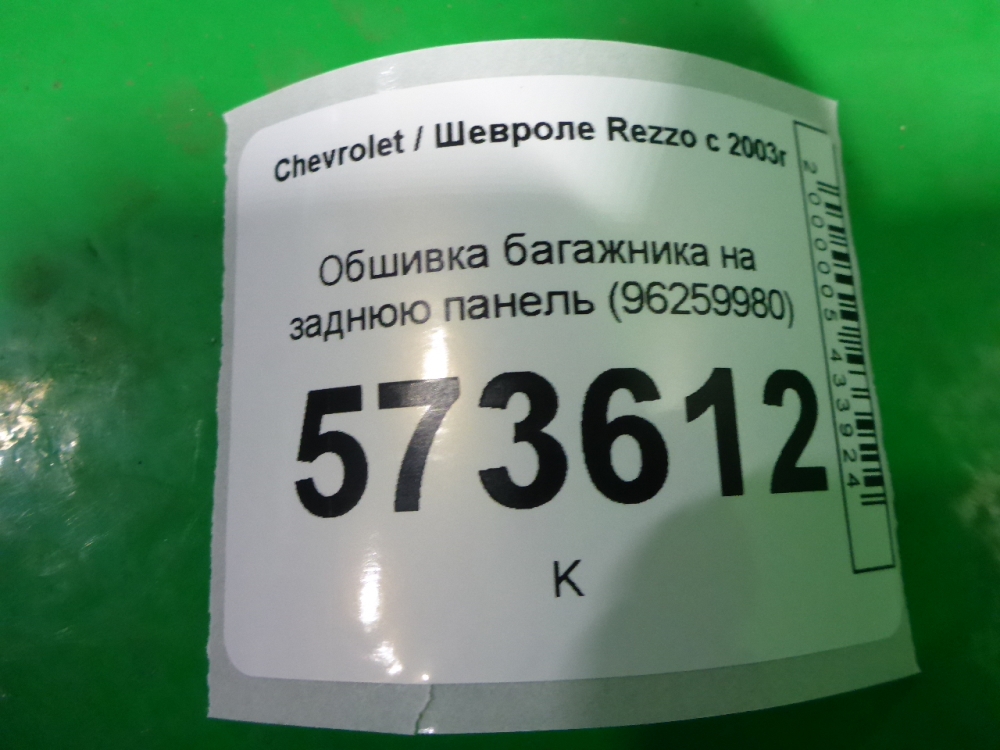 Chevrolet / Шевроле Rezzo с 2003г
Обшивка багажника на
заднюю панель (96259980)
573612
К
2000005433924